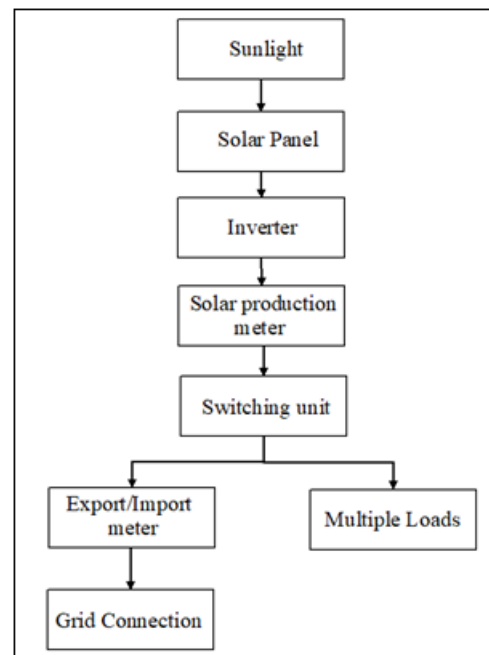 Sunlight
Solar Panel
Inverter
Solar production
meter
Switching unit
Export/Import
meter
Multiple Loads
Grid Connection